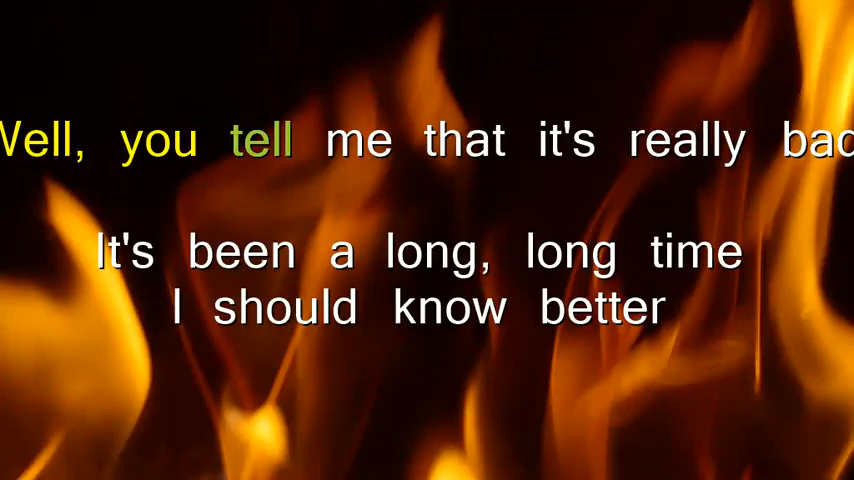 Well, you tell me that it's really bad
It's been a long, long time
I should know better